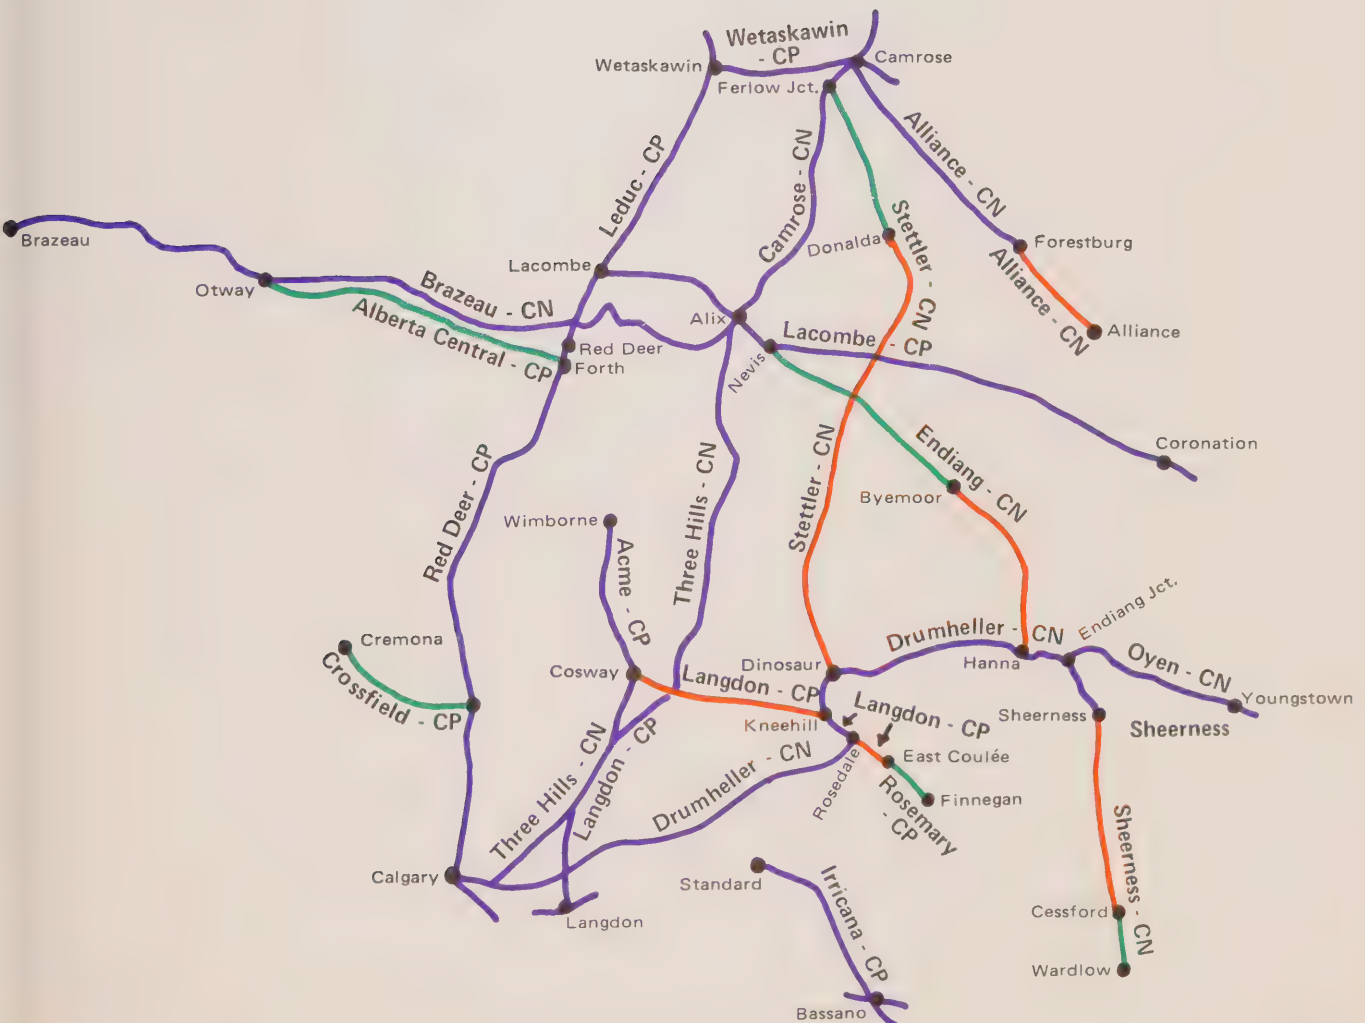 Wetaskawin
- CP
Wetaskawin
Camrose
Ferlow Jct.
Alliance - CN
Leduc - CP
Camrose - CN
Stettler - CN
Donalda
Forestburg
Alliance - CN
Alliance
Brazeau
Otway
Lacombe
Brazeau - CN
Alberta Central - CP
Red Deer
Forth
Alix
Nevis
Lacombe - CP
Coronation
Endiang - CN
Byemoor
Red Deer - CP
Wimborne
Acme - CP
Three Hills - CN
Stettler - CN
Endiang Jct.
Cremona
Crossfield - CP
Cosway
Langdon - CP
Dinosaur
Drumheller - CN
Hanna
Oyen - CN
Youngstown
Kneehill
Langdon - CP
Sheerness
Sheerness
Rosedale
East Coulée
Finnegan
Rosemary
- CP
Three Hills - CN
Langdon - CP
Drumheller - CN
Sheerness - CN
Calgary
Langdon
Standard
Irricana - CP
Bassano
Cessford
Wardlow